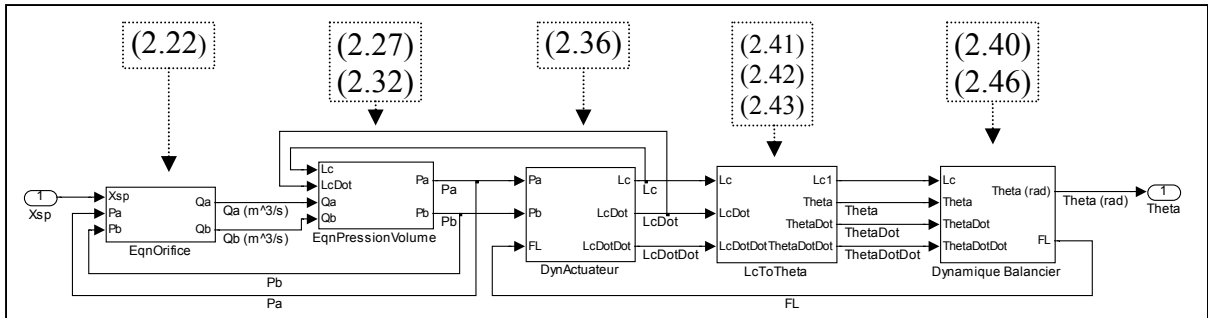 (2.22)
(2.27)
(2.32)
(2.36)
(2.41)
(2.42)
(2.43)
(2.40)
(2.46)
1
Xsp
Xsp
Pa
Pb
Qa
Qb
EqnOrifice
Qa (m^3/s)
Qb (m^3/s)
Lc
LcDot
Qa
Qb
Pa
Pb
EqnPressionVolume
Pa
Pb
Pb
Pa
Pa
Pb
FL
Lc
LcDot
LcDotDot
DynActuateur
Lc
LcDot
LcDotDot
Lc
LcDot
LcDotDot
Lc1
Theta
ThetaDot
ThetaDotDot
LcToTheta
Theta
ThetaDot
ThetaDotDot
Lc
Theta
ThetaDot
ThetaDotDot
Theta (rad)
FL
Dynamique Balancier
Theta (rad)
1
Theta
FL